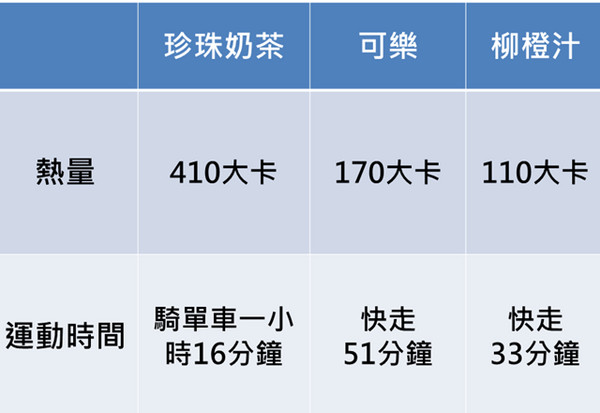 珍珠奶茶 可樂 柳橙汁
熱量 410大卡 170大卡 110大卡
運動時間 騎單車一小 快走 快走
時16分鐘 51分鐘 33分鐘